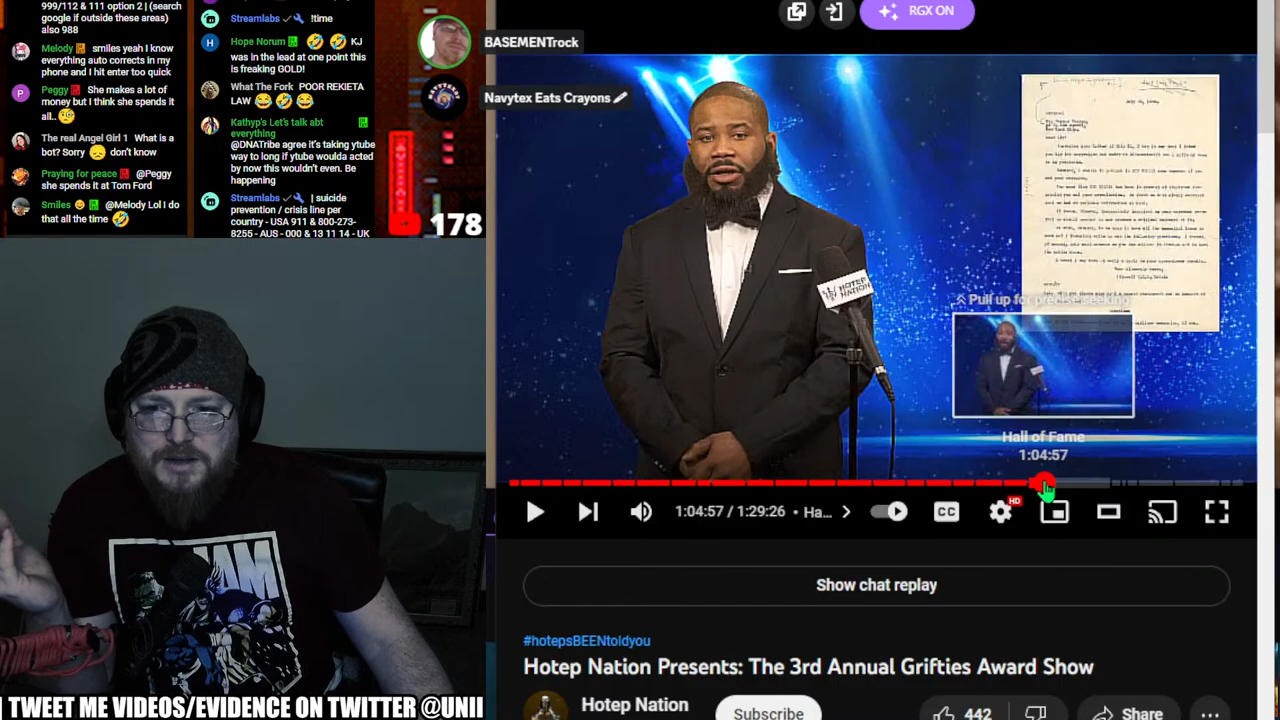 999/112 & 111 option 2 | (search
google if outside these areas)
also 988
Melody smiles yeah I know
everything auto corrects in my
phone and I hit enter too quick
Peggy She makes a lot of
money but I think she spends it
all..
The real Angel Girl 1 What is a
bot? Sorry don't know
Praying for peace @Peggy
she spends it at Tom Ford
Smiles @Melody Lol I do
that all the time
Streamlabs !time
Hope Norum KJ
was in the lead at one point this
is freaking GOLD!
What The Fork POOR REKIETA
LAW
Kathyp's Let's talk abt
everything
@DNATribe agree it's taking way
way to long if ytube woulda acted
by now this wouldn't even. Be
happening
Streamlabs | suicide
prevention / crisis line per
country - USA 911 & 800-273-
8255 - AUS - 000 & 13 11 14 - UK
178
BASEMENTrock
Navytex Eats Crayons
RGX ON
HOTEP
NATION
Pull up for precise seeking
Hall of Fame
1:04:57
1:04:57 / 1:29:26 • Ha...
CC
HD
Show chat replay
#hotepsBEENtoldyou
Hotep Nation Presents: The 3rd Annual Grifties Award Show
Hotep Nation
Subscribe
442
Share
JAM
I TWEET ME VIDEOS/EVIDENCE ON TWITTER @UNII